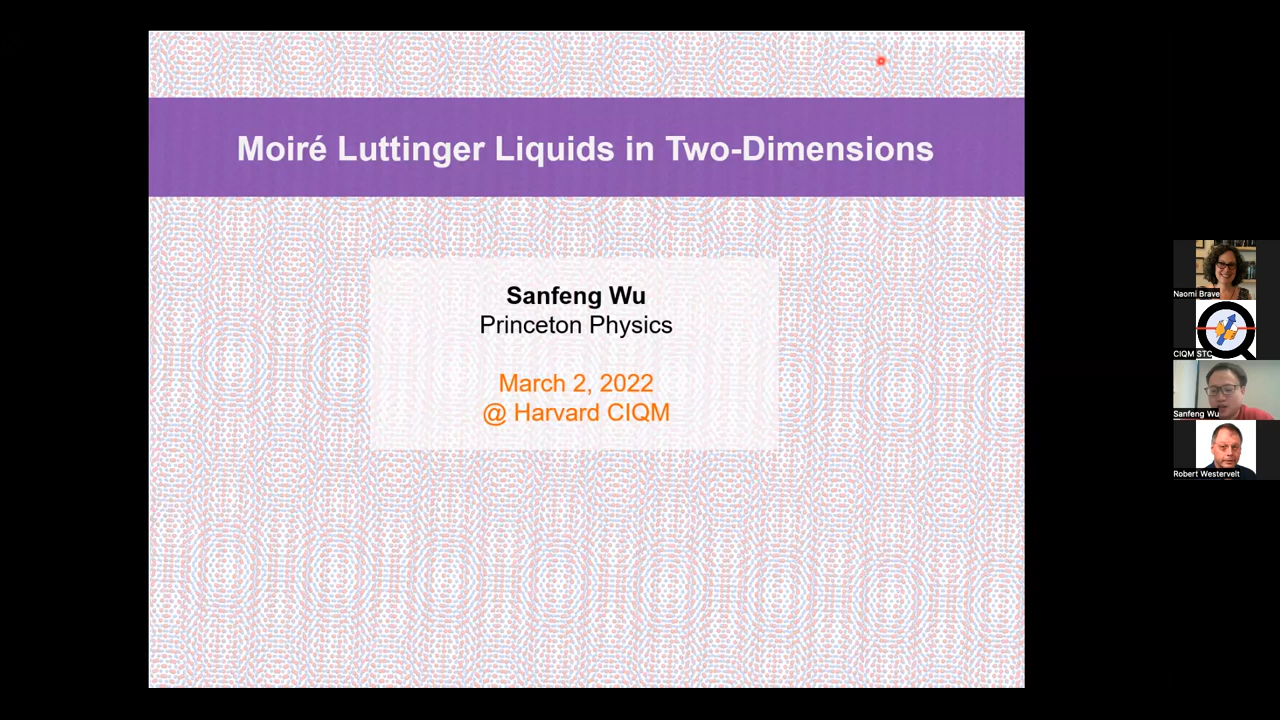 Moiré Luttinger Liquids in Two-Dimensions
Sanfeng Wu
Princeton Physics
March 2, 2022
@ Harvard CIQM
Naomi Brave
CIQM STC
Sanfeng Wu
Robert Westervelt